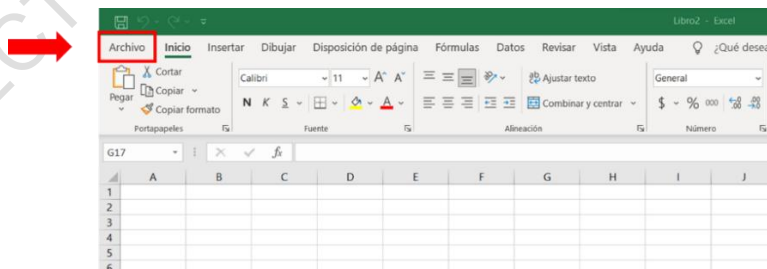 Libro2 - Excel
Archivo Inicio Insertar Dibujar Disposición de página Fórmulas Datos Revisar Vista Ayuda ¿Qué desea
Pegar
Cortar
Copiar
Copiar formato
Calibri 11 A^ A˅
N K S A
Ajustar texto
Combinar y centrar
General
$ % 000
Portapapeles Fuente Alineación Número
G17 fx
A B C D E F G H I J
1
2
3
4
5
6